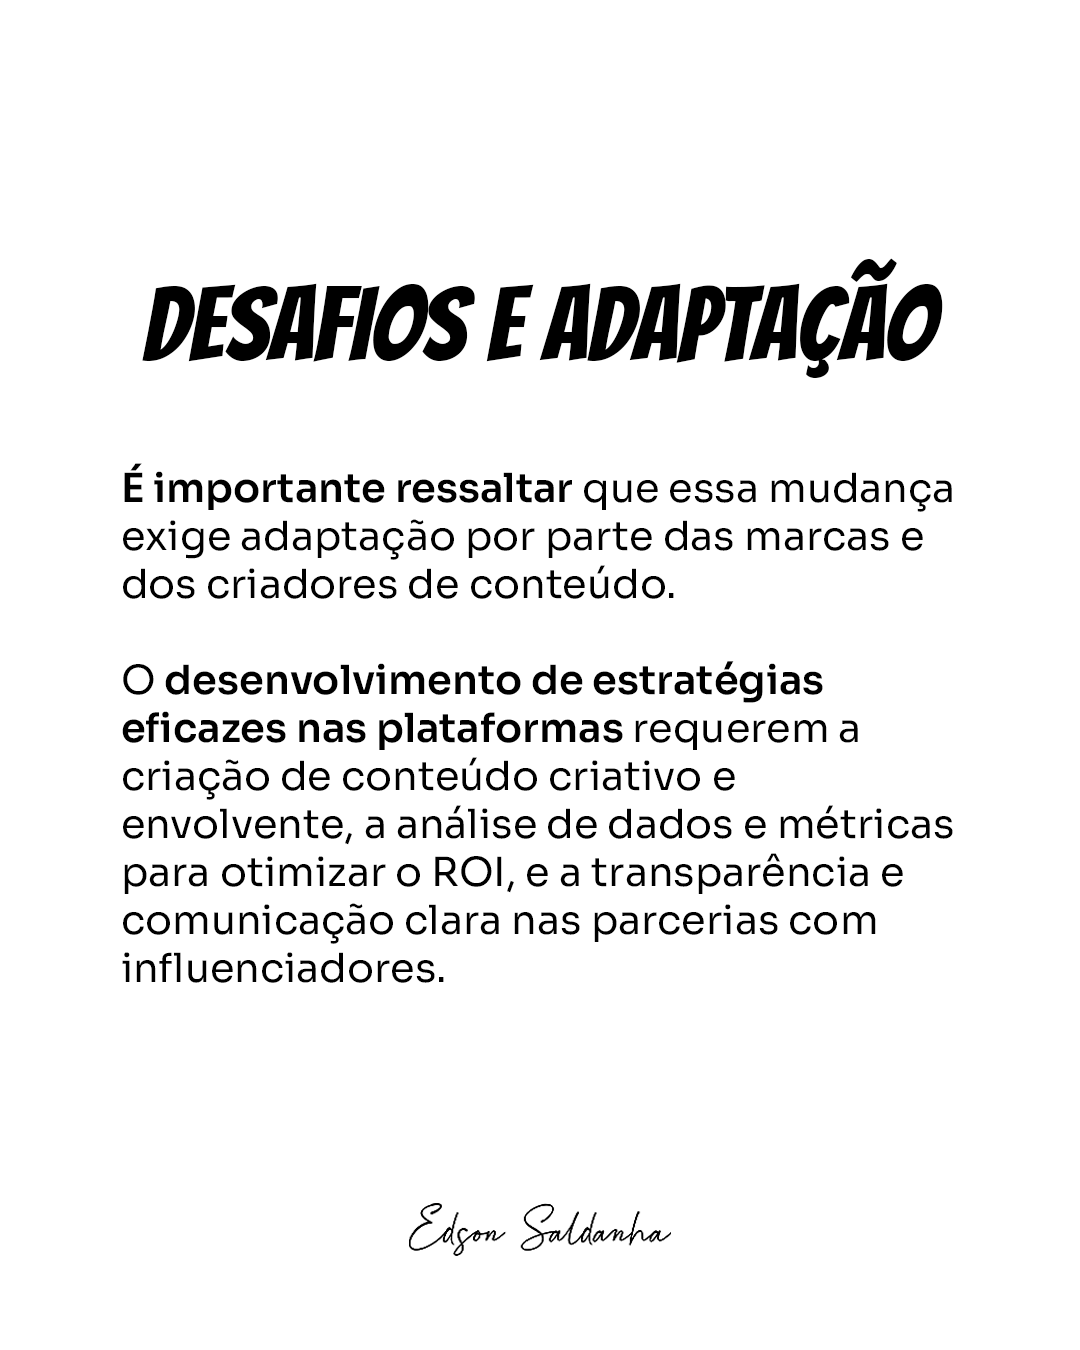 DESAFIOS E ADAPTAÇÃO
É importante ressaltar que essa mudança
exige adaptação por parte das marcas e
dos criadores de conteúdo.
O desenvolvimento de estratégias
eficazes nas plataformas requerem a
criação de conteúdo criativo e
envolvente, a análise de dados e métricas
para otimizar o ROI, e a transparência e
comunicação clara nas parcerias com
influenciadores.
Edson Saldanha